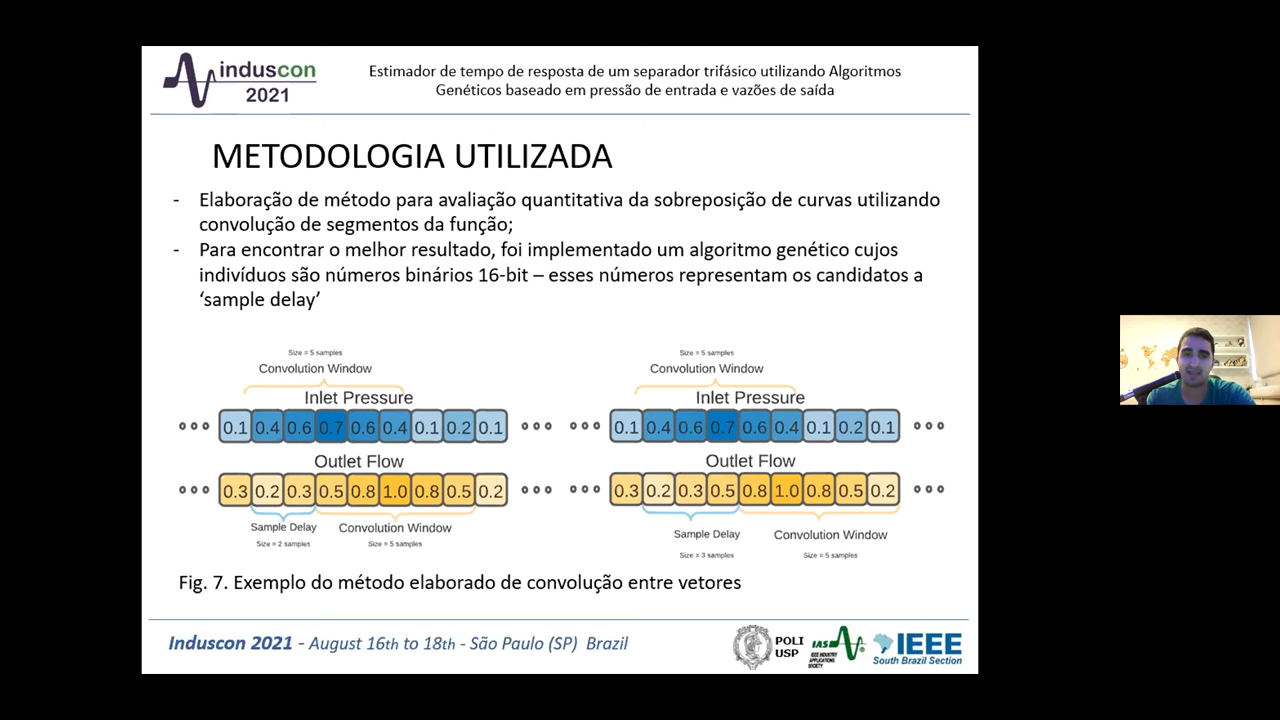 induscon
2021
Estimador de tempo de resposta de um separador trifásico utilizando Algoritmos
Genéticos baseado em pressão de entrada e vazões de saída
METODOLOGIA UTILIZADA
- Elaboração de método para avaliação quantitativa da sobreposição de curvas utilizando
convolução de segmentos da função;
- Para encontrar o melhor resultado, foi implementado um algoritmo genético cujos
indivíduos são números binários 16-bit – esses números representam os candidatos a
‘sample delay’
Size = 5 samples
Convolution Window
Inlet Pressure
0.1 0.4 0.6 0.7 0.6 0.4 0.1 0.2 0.1
Outlet Flow
0.3 0.2 0.3 0.5 0.8 1.0 0.8 0.5 0.2
Sample Delay Convolution Window
Size = 2 samples Size = 5 samples
Size = 5 samples
Convolution Window
Inlet Pressure
0.1 0.4 0.6 0.7 0.6 0.4 0.1 0.2 0.1
Outlet Flow
0.3 0.2 0.3 0.5 0.8 1.0 0.8 0.5 0.2
Sample Delay Convolution Window
Size = 3 samples Size = 5 samples
Fig. 7. Exemplo do método elaborado de convolução entre vetores
Induscon 2021 - August 16th to 18th - São Paulo (SP) Brazil
POLI
USP
IAS
IEEE INDUSTRY
APPLICATIONS
SOCIETY
IEEE
South Brazil Section